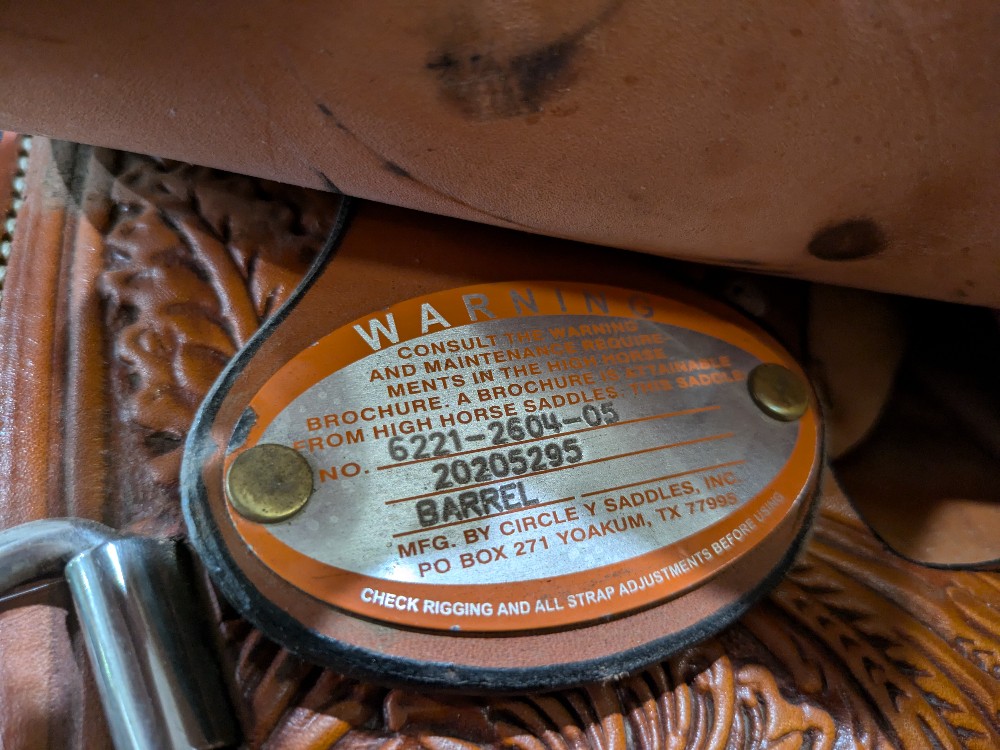 WARNING
CONSULT THE WARNING
AND MAINTENANCE REQUIRE-
MENTS IN THE HIGH HORSE
BROCHURE. A BROCHURE IS ATTAINABLE
FROM HIGH HORSE SADDLES. THIS SADDLE
NO. 6221-2604-05
20205295
BARREL
MFG. BY CIRCLE Y SADDLES, INC.
PO BOX 271 YOAKUM, TX 77995
CHECK RIGGING AND ALL STRAP ADJUSTMENTS BEFORE USING